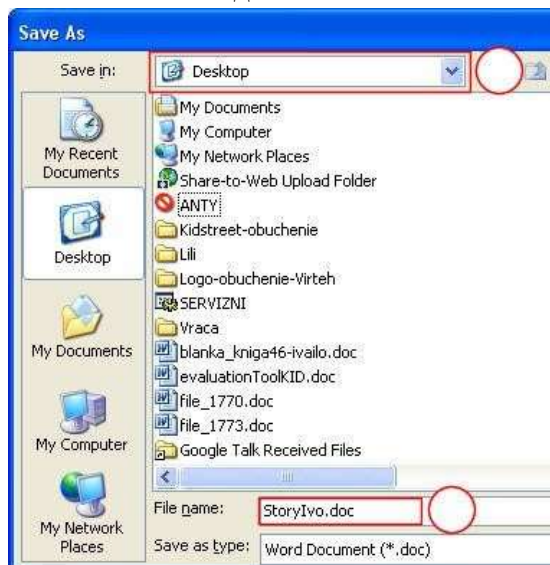 Save As
Save in:
Desktop
My Recent
Documents
Desktop
My Documents
My Computer
My Network
Places
My Documents
My Computer
My Network Places
Share-to-Web Upload Folder
ANTY
Kidstreet-obuchenie
Lili
Logo-obuchenie-Virteh
SERVIZNI
Vraca
blanka_kniga46-ivailo.doc
evaluationToolKID.doc
file_1770.doc
file_1773.doc
Google Talk Received Files
File name:
StoryIvo.doc
Save as type:
Word Document (*.doc)